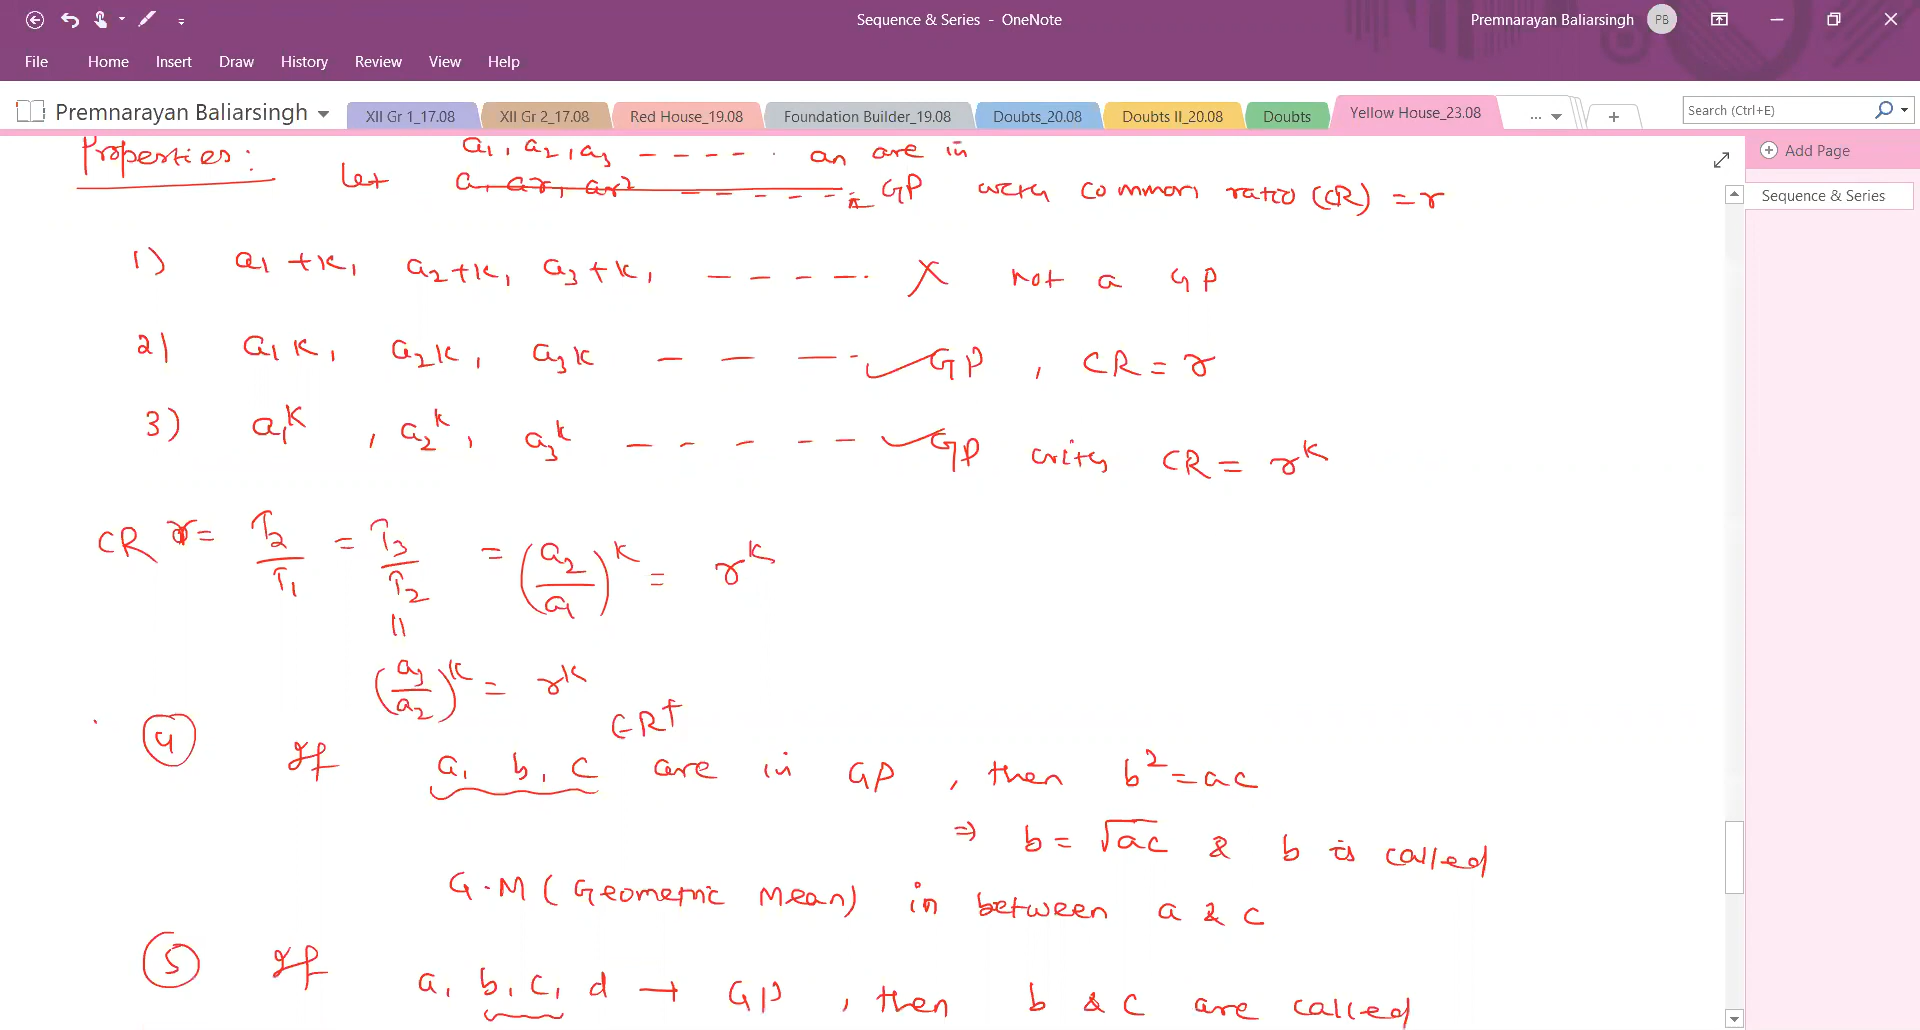 Sequence & Series - OneNote
Premnarayan Baliarsingh PB
File Home Insert Draw History Review View Help
Premnarayan Baliarsingh
XII Gr 1_17.08 XII Gr 2_17.08 Red House_19.08 Foundation Builder_19.08 Doubts_20.08 Doubts II_20.08 Doubts Yellow House_23.08 ... +
Search (Ctrl+E)
Add Page
Sequence & Series
Properties:
a₁, a₂, a₃ ----- an are in
Let a, ar, ar² ------ GP with common ratio (CR) = r
1) a₁+k, a₂+k, a₃+k, ----- X not a GP
2) a₁k, a₂k, a₃k ---- ✓ GP, CR = r
3) a₁ᵏ, a₂ᵏ, a₃ᵏ ----- ✓ GP with CR = rᵏ
CR r = T₂/T₁ = T₃/T₂ = (a₂/a₁)ᵏ = rᵏ
||
(a₃/a₂)ᵏ = rᵏ
④ If a, b, c ∈ R⁺ are in GP, then b² = ac
⇒ b = √ac & b is called
G.M (Geometric Mean) in between a & c
⑤ If a, b, c, d → GP, then b & c are called